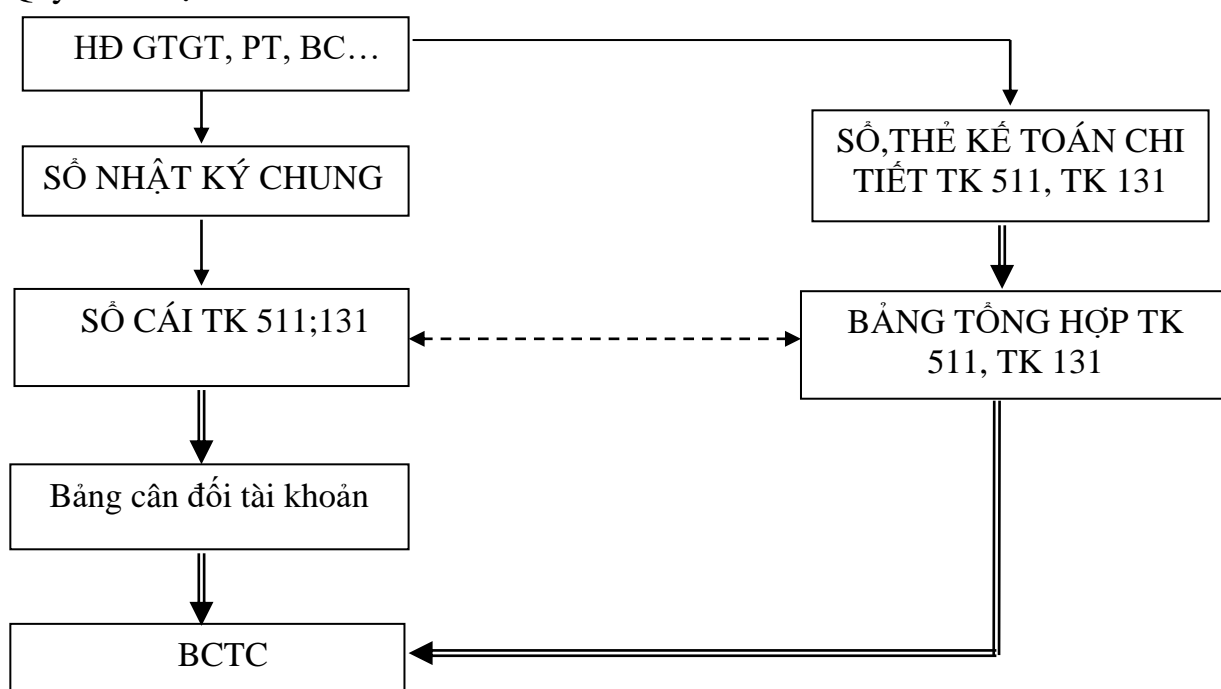 HĐ GTGT, PT, BC…
SỔ NHẬT KÝ CHUNG
SỔ,THẺ KẾ TOÁN CHI
TIẾT TK 511, TK 131
SỔ CÁI TK 511;131
BẢNG TỔNG HỢP TK
511, TK 131
Bảng cân đối tài khoản
BCTC